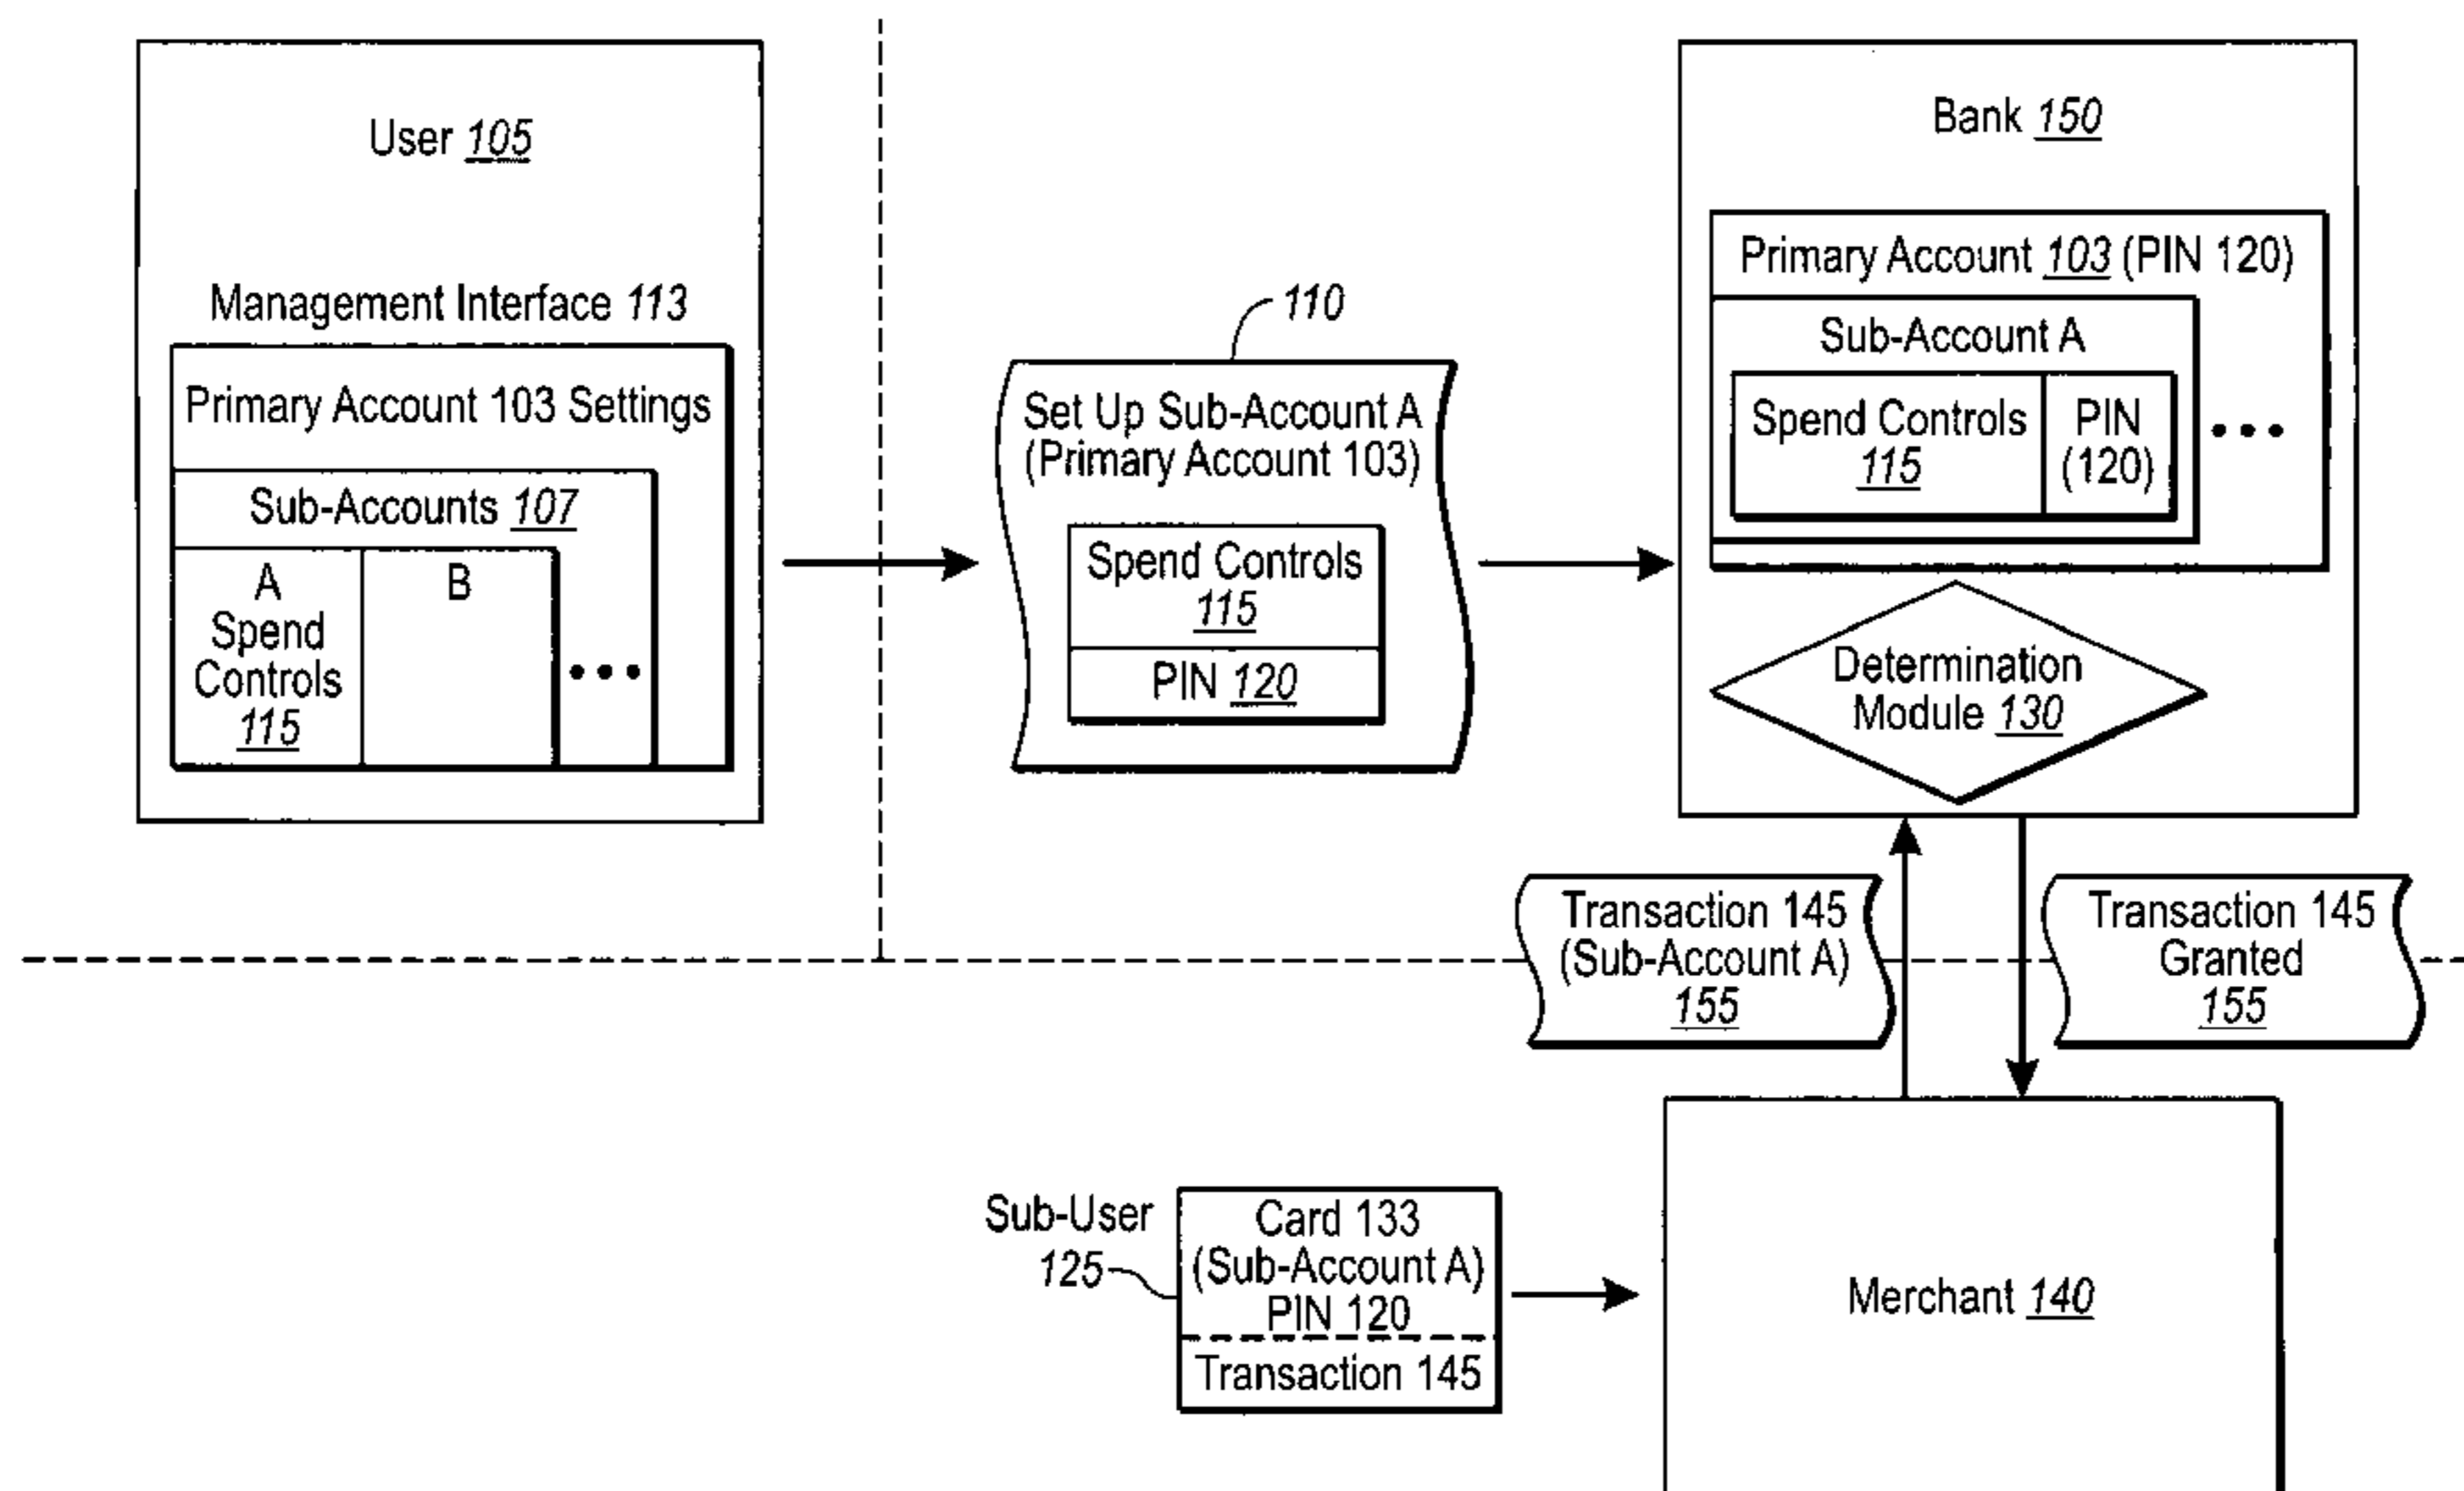 User 105
Management Interface 113
Primary Account 103 Settings
Sub-Accounts 107
A
Spend
Controls
115
B
•••
110
Set Up Sub-Account A
(Primary Account 103)
Spend Controls
115
PIN 120
Bank 150
Primary Account 103 (PIN 120)
Sub-Account A
Spend Controls
115
PIN
(120)
•••
Determination
Module 130
Transaction 145
(Sub-Account A)
155
Transaction 145
Granted
155
Sub-User
125
Card 133
(Sub-Account A)
PIN 120
Transaction 145
Merchant 140